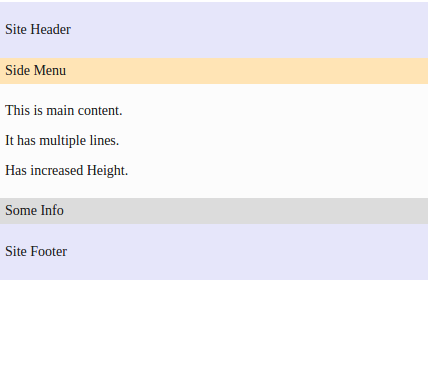 Site Header
Side Menu
This is main content.
It has multiple lines.
Has increased Height.
Some Info
Site Footer